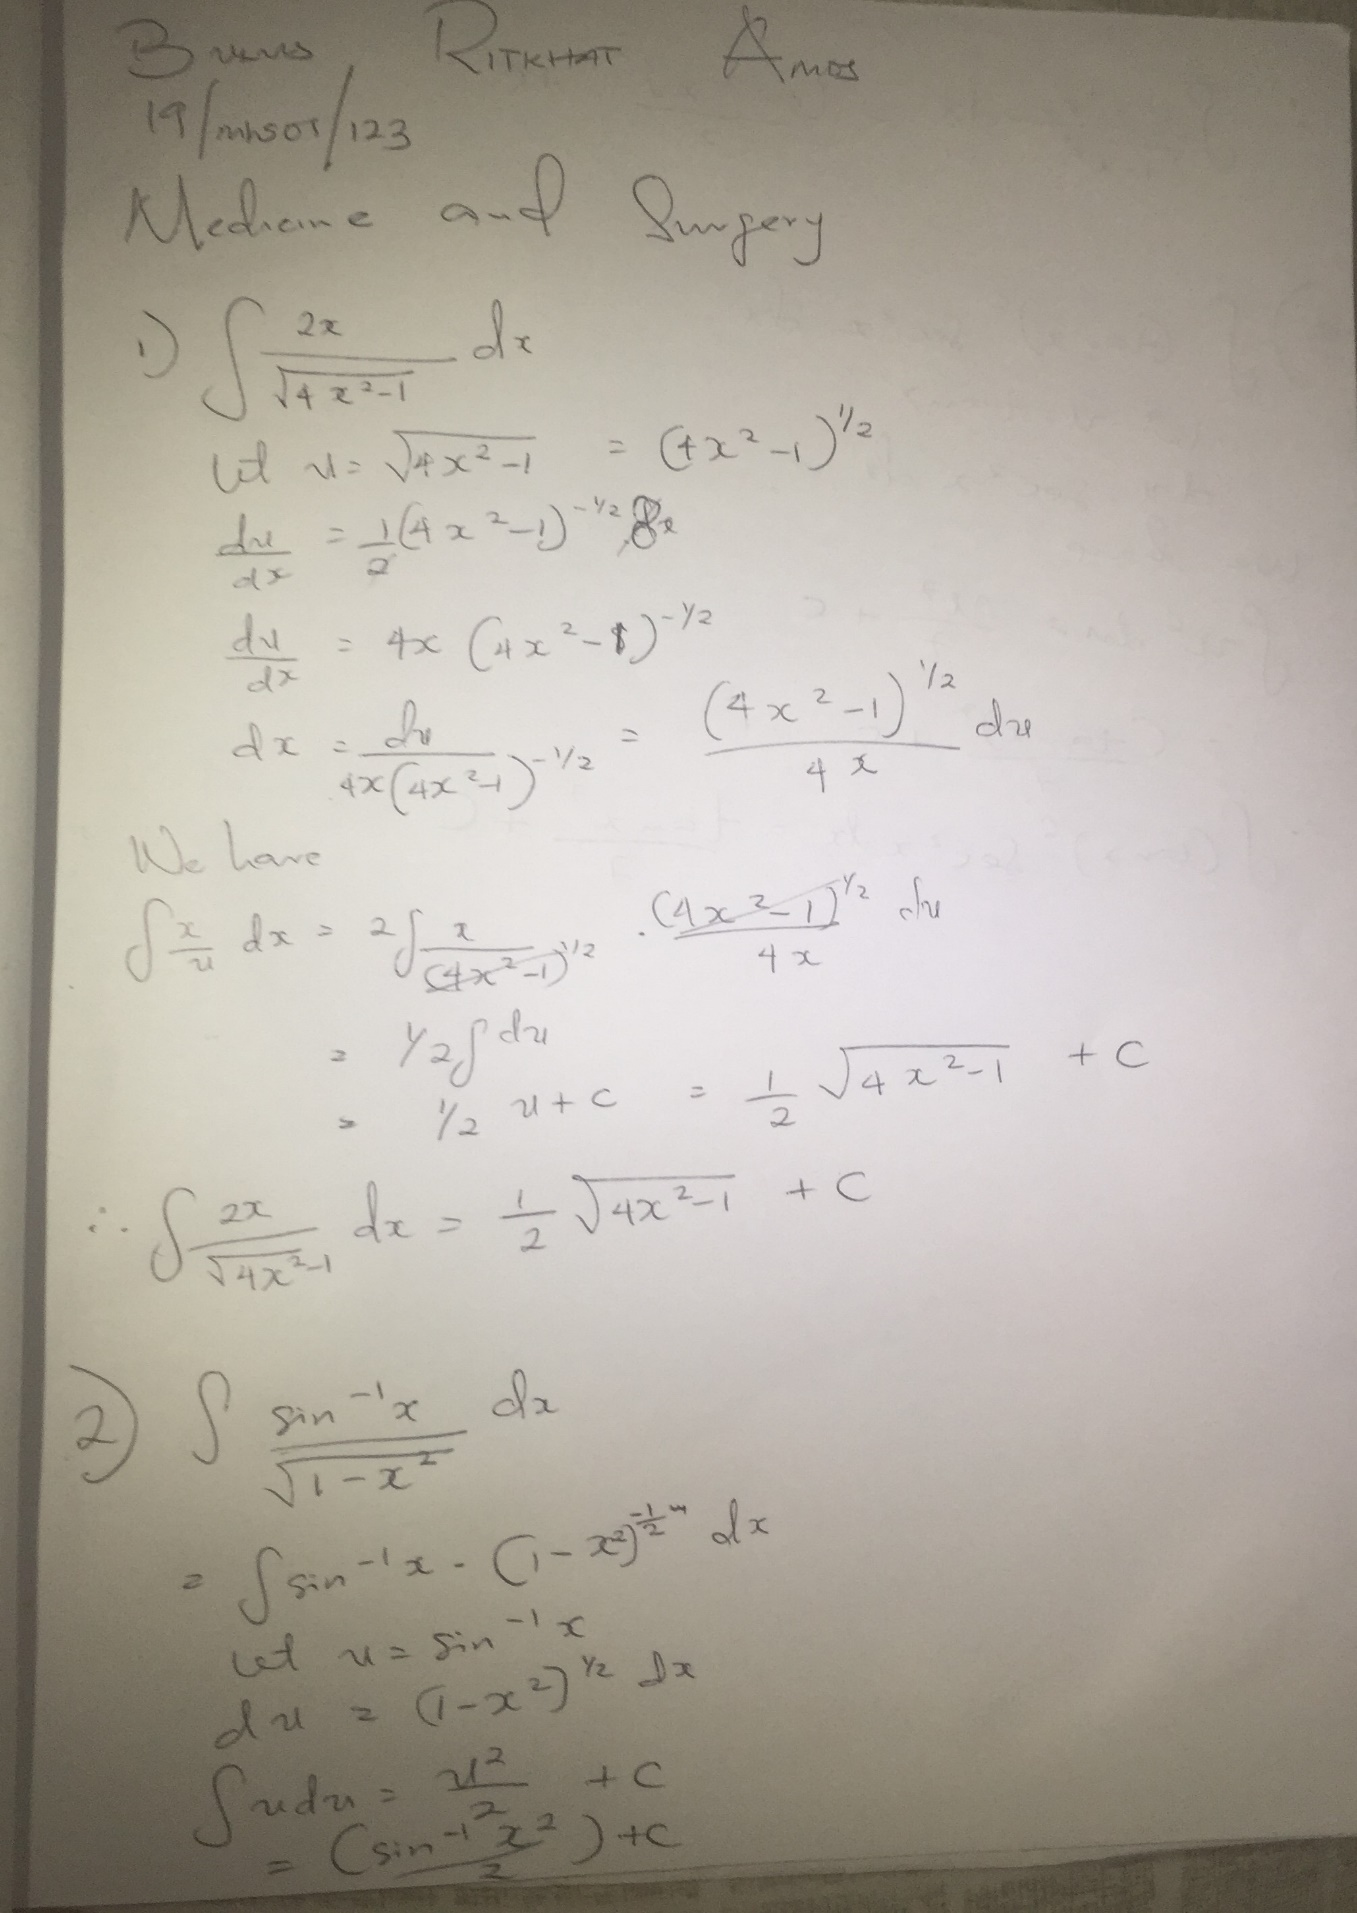 RITKHAT Amos
19/mhs01/123
Medicine and Surgery
1) ∫ 2x/√(4x²-1) dx
let u = √(4x²-1) = (4x²-1)^1/2
du/dx = 1/2 (4x²-1)^-1/2 . 8x
du/dx = 4x (4x²-1)^-1/2
dx = du/(4x(4x²-1)^-1/2) = (4x²-1)^1/2/4x du
We have
∫ x/u dx = 2∫ x/(4x²-1)^1/2 . (4x²-1)^1/2/4x du
= 1/2 ∫ du
= 1/2 u + C = 1/2 √(4x²-1) + C
∴ ∫ 2x/√(4x²-1) dx = 1/2 √(4x²-1) + C
2) ∫ sin⁻¹x/√(1-x²) dx
= ∫ sin⁻¹x - (1-x²)^-1/2 dx
let u = sin⁻¹x
du = (1-x²)^1/2 dx
∫ u du = u²/2 + C
= (sin⁻¹x²/2) + C